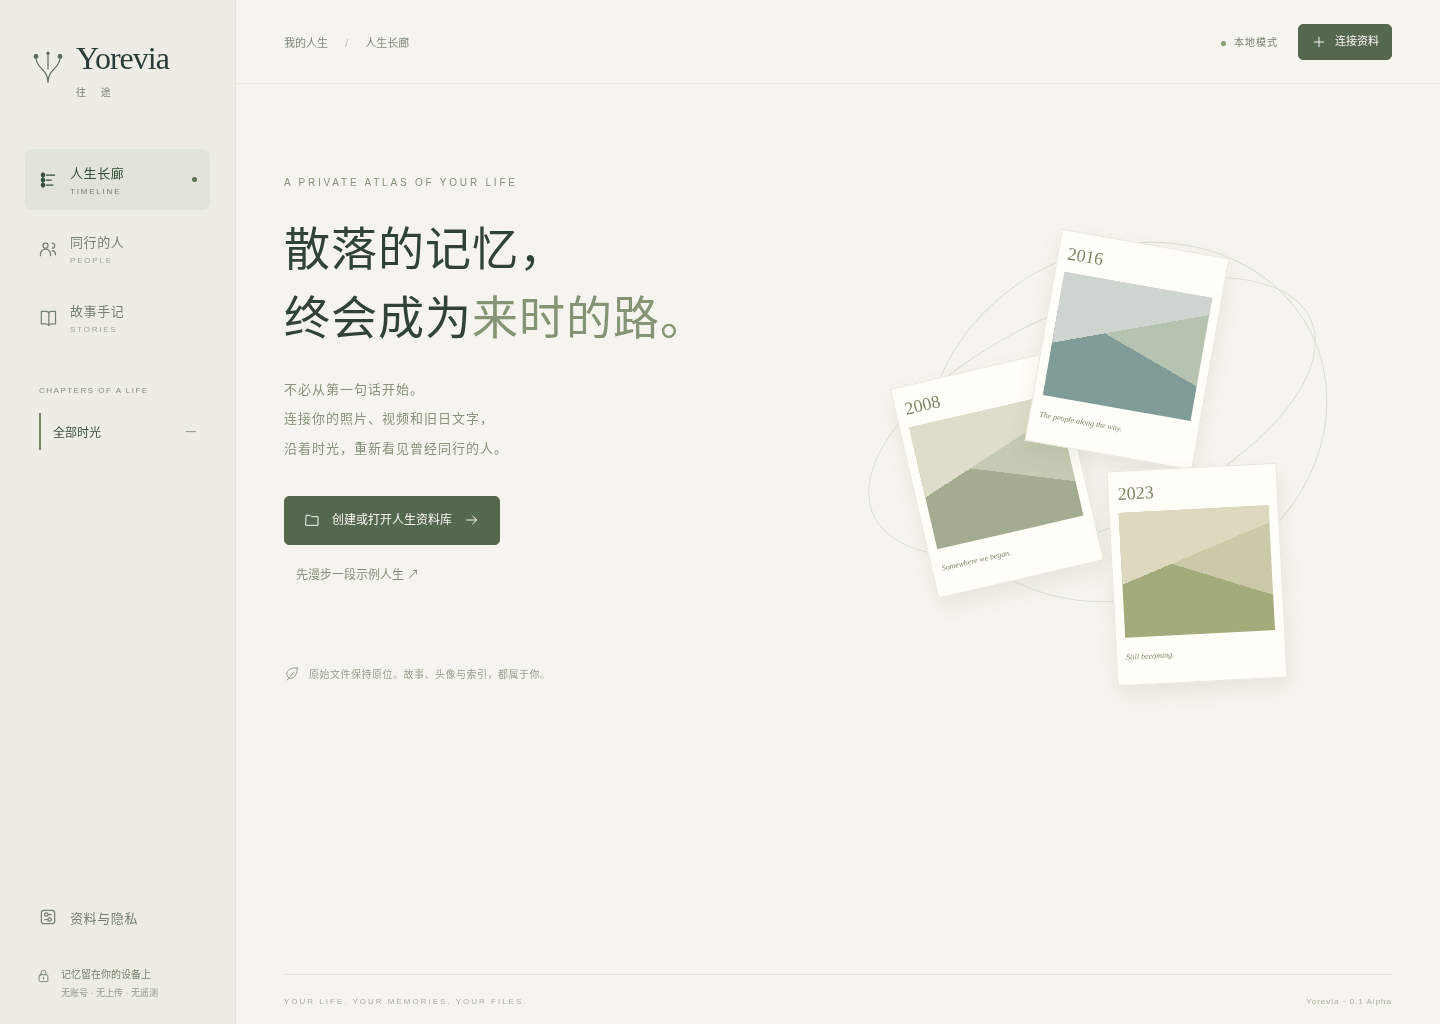 Yorevia
往 途
人生长廊
TIMELINE
同行的人
PEOPLE
故事手记
STORIES
CHAPTERS OF A LIFE
全部时光 —
资料与隐私
记忆留在你的设备上
无账号 · 无上传 · 无遥测
我的人生 / 人生长廊
本地模式
连接资料
A PRIVATE ATLAS OF YOUR LIFE
散落的记忆，
终会成为来时的路。
不必从第一句话开始。
连接你的照片、视频和旧日文字，
沿着时光，重新看见曾经同行的人。
创建或打开人生资料库 →
先漫步一段示例人生 ↗
原始文件保持原位。故事、头像与索引，都属于你。
2008
Somewhere we began.
2016
The people along the way.
2023
Still becoming.
YOUR LIFE. YOUR MEMORIES. YOUR FILES.
Yorevia · 0.1 Alpha